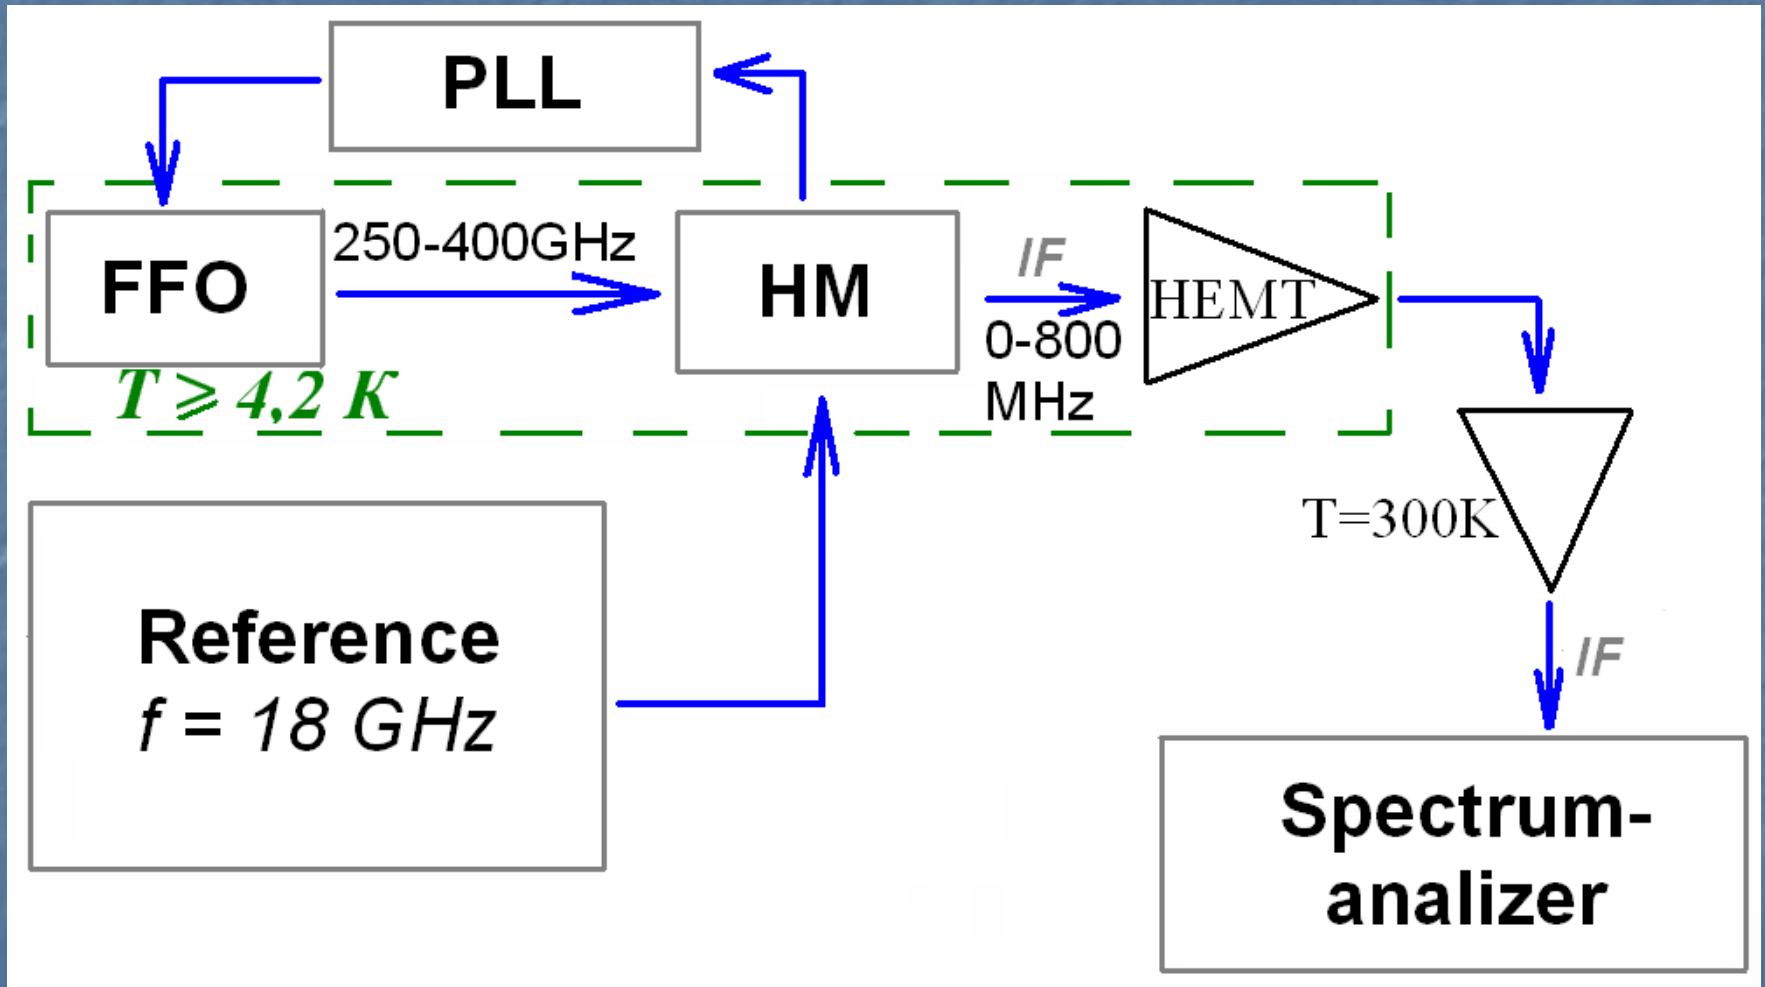 PLL
FFO
250-400GHz
HM
IF
0-800
MHz
HEMT
T ⩾ 4,2 K
T=300K
Reference
f = 18 GHz
IF
Spectrum-
analizer